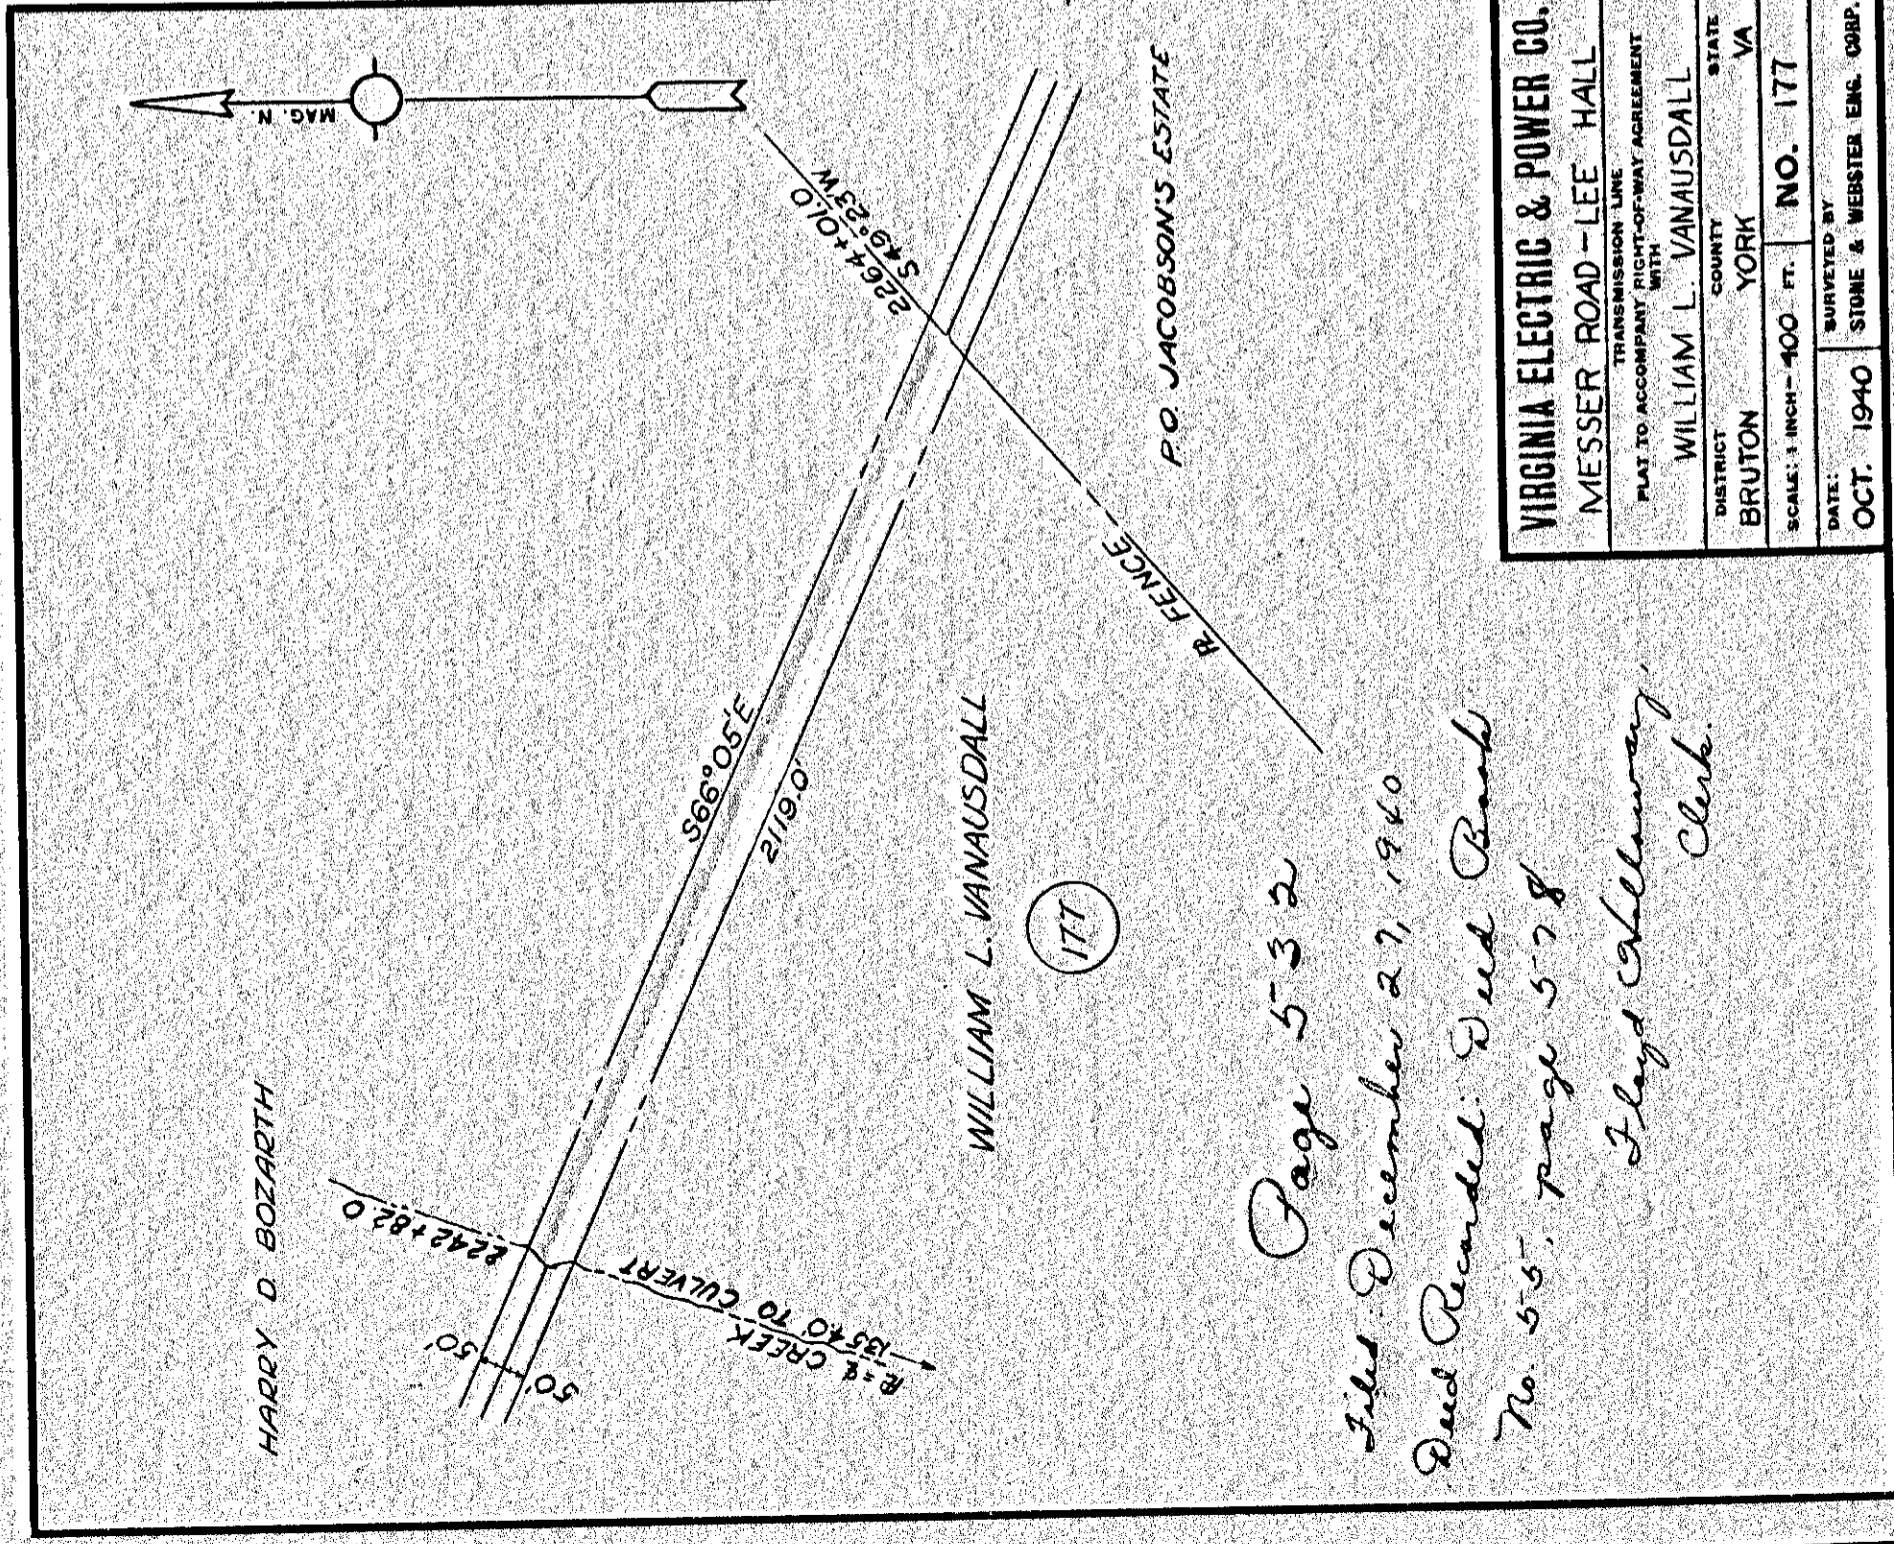 HARRY D. BOZARTH
MAG. N.
2242+82.0
50'
50'
CREEK
1354.0' TO CULVERT
S66°05'E
2119.0'
2264+01.0
S49°23'W
WILLIAM L. VANAUSDALL
177
P.O. JACOBSON'S ESTATE
FENCE
Page 532
Filed: December 27, 1940
Deed Recorded: Deed Book
No. 55, page 578
Floyd Holloway,
Clerk.
VIRGINIA ELECTRIC & POWER CO.
MESSER ROAD-LEE HALL
TRANSMISSION LINE
PLAT TO ACCOMPANY RIGHT-OF-WAY AGREEMENT
WITH
WILLIAM L. VANAUSDALL
DISTRICT COUNTY STATE
BRUTON YORK VA
SCALE: 1 INCH - 400 FT. NO. 177
DATE: SURVEYED BY
OCT. 1940 STONE & WEBSTER ENG. CORP.